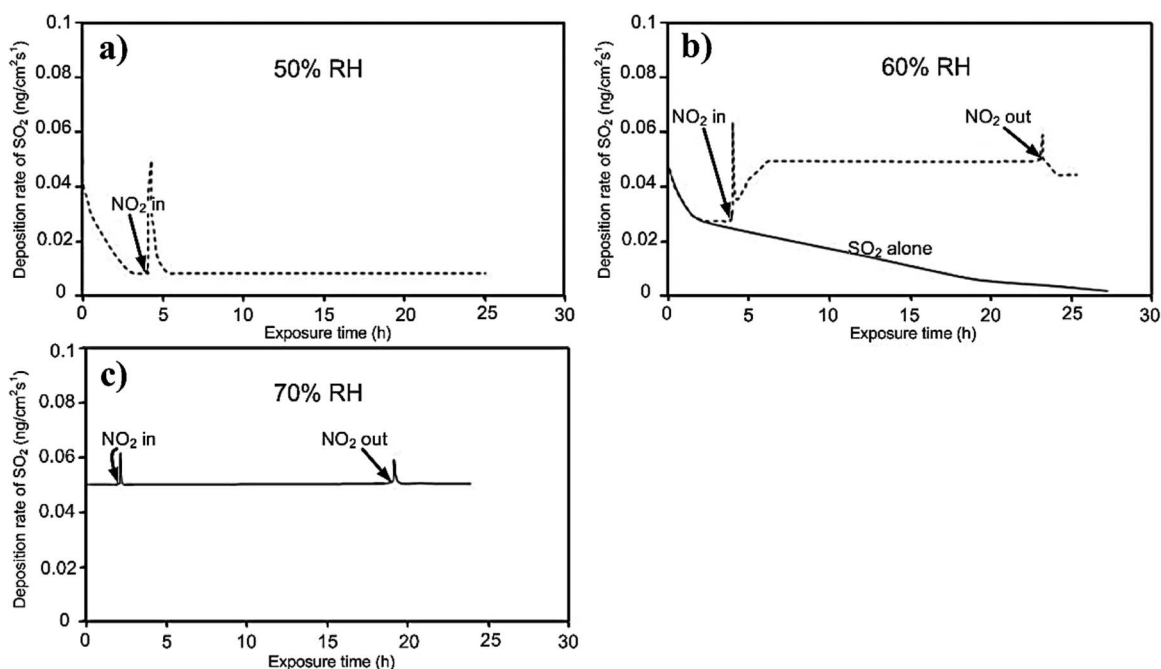 a)
50% RH
Deposition rate of SO₂ (ng/cm²s¹)
0.1
0.08
0.06
0.04
0.02
0
NO₂ in
0 5 10 15 20 25 30
Exposure time (h)
b)
60% RH
Deposition rate of SO₂ (ng/cm²s¹)
0.1
0.08
0.06
0.04
0.02
0
NO₂ in
NO₂ out
SO₂ alone
0 5 10 15 20 25 30
Exposure time (h)
c)
70% RH
Deposition rate of SO₂ (ng/cm²s¹)
0.1
0.08
0.06
0.04
0.02
0
NO₂ in
NO₂ out
0 5 10 15 20 25 30
Exposure time (h)